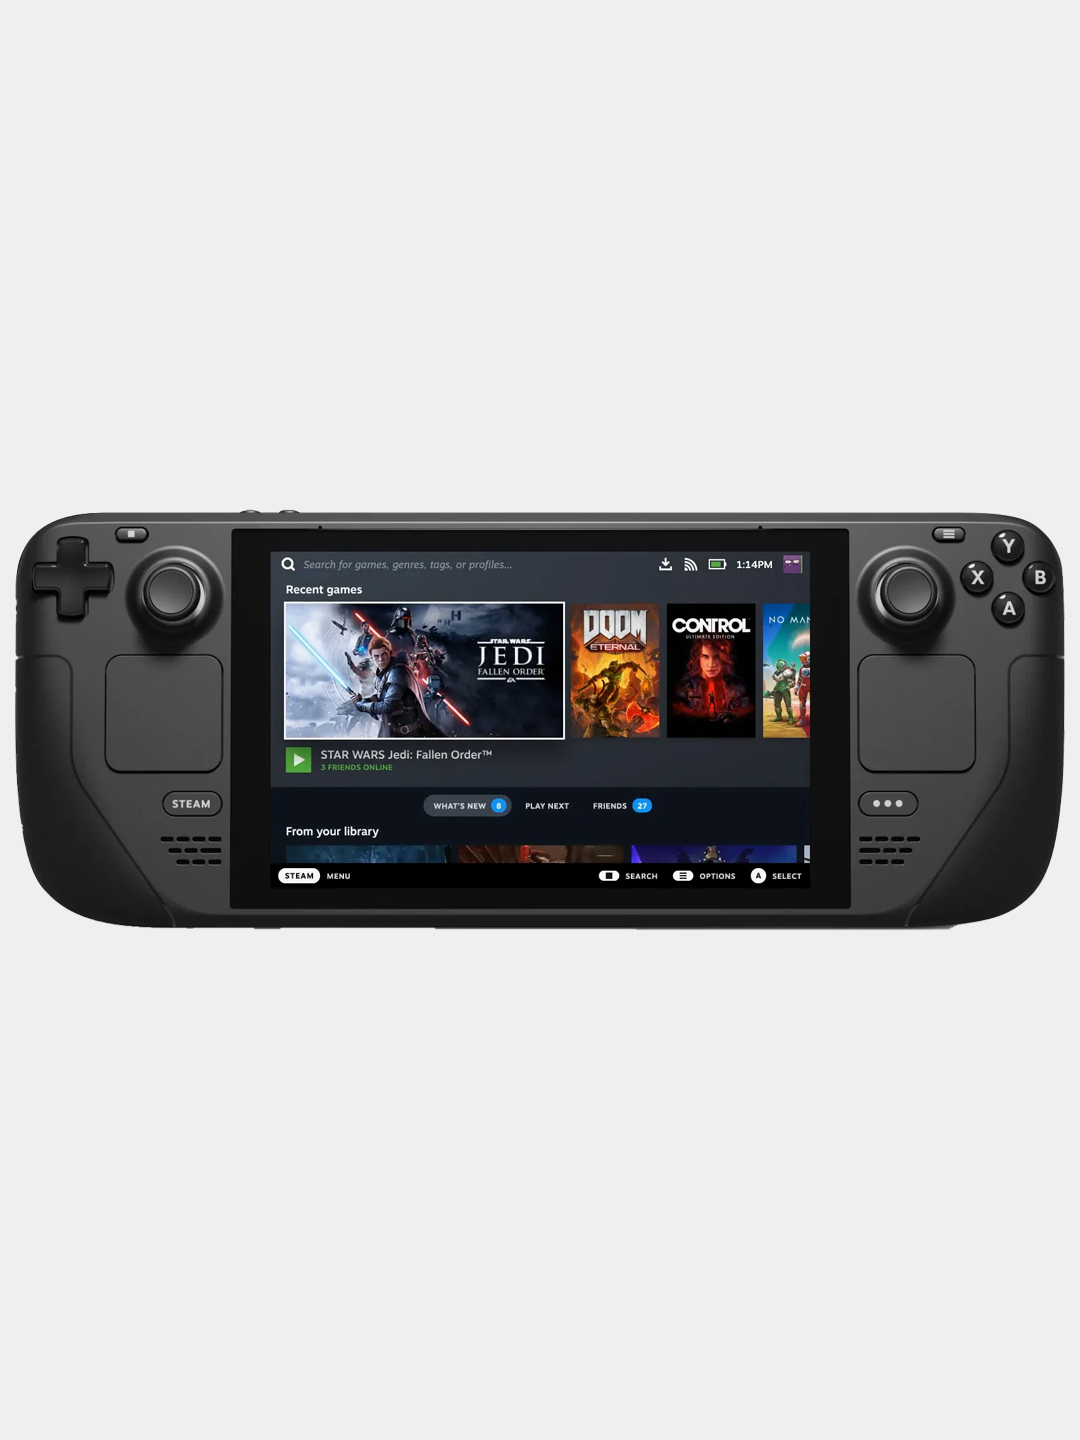 Search for games, genres, tags, or profiles...
1:14PM
Recent games
STAR WARS
JEDI
FALLEN ORDER
EA
DOOM
ETERNAL
CONTROL
ULTIMATE EDITION
NO MAN
STAR WARS Jedi: Fallen Order™
3 FRIENDS ONLINE
WHAT'S NEW 8 PLAY NEXT FRIENDS 27
From your library
STEAM MENU SEARCH OPTIONS A SELECT
Y
X
B
A
STEAM